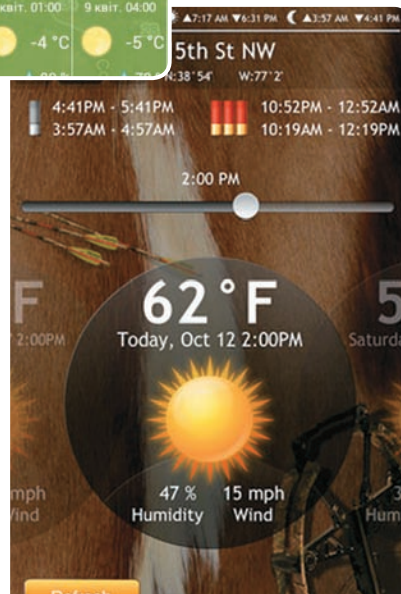 квіт. 01:00 9 квіт. 04:00
-4 °C -5 °C
▲7:17 AM ▼6:31 PM ▲3:57 AM ▼4:41 PM
5th St NW
N:38°54' W:77°2'
4:41PM - 5:41PM 10:52PM - 12:52AM
3:57AM - 4:57AM 10:19AM - 12:19PM
2:00 PM
62°F
Today, Oct 12 2:00PM
F
2:00PM
5
Saturda
47 % 15 mph
Humidity Wind
mph
Wind
3
Hum
Refresh